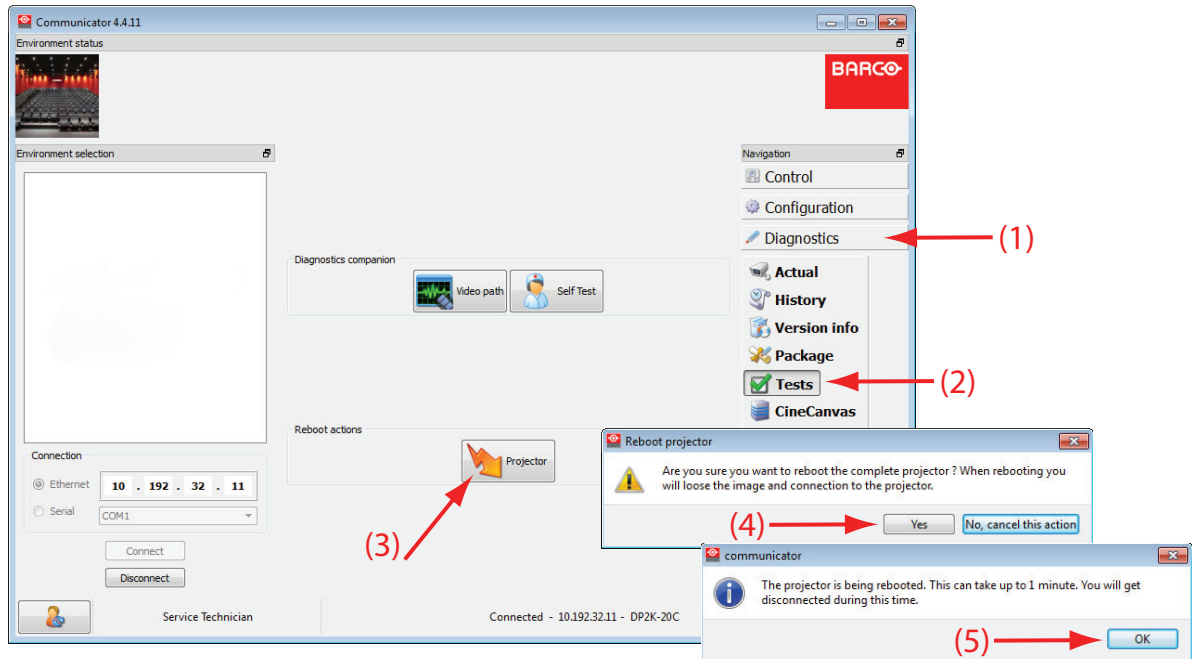 Communicator 4.4.11
Environment status
BARCO
Environment selection
Navigation
Control
Configuration
Diagnostics
(1)
Diagnostics companion
Video path
Self Test
Actual
History
Version info
Package
Tests
(2)
CineCanvas
Reboot actions
Projector
(3)
Connection
Ethernet
10 . 192 . 32 . 11
Serial
COM1
Connect
Disconnect
Service Technician
Connected - 10.192.32.11 - DP2K-20C
Reboot projector
Are you sure you want to reboot the complete projector ? When rebooting you
will loose the image and connection to the projector.
(4)
Yes
No, cancel this action
communicator
The projector is being rebooted. This can take up to 1 minute. You will get
disconnected during this time.
(5)
OK